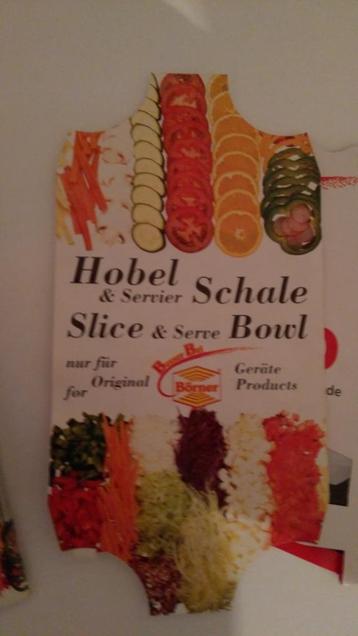 Hobel
& Servier Schale
Slice & Serve Bowl
nur für
for Original
Börner
Geräte
Products
de